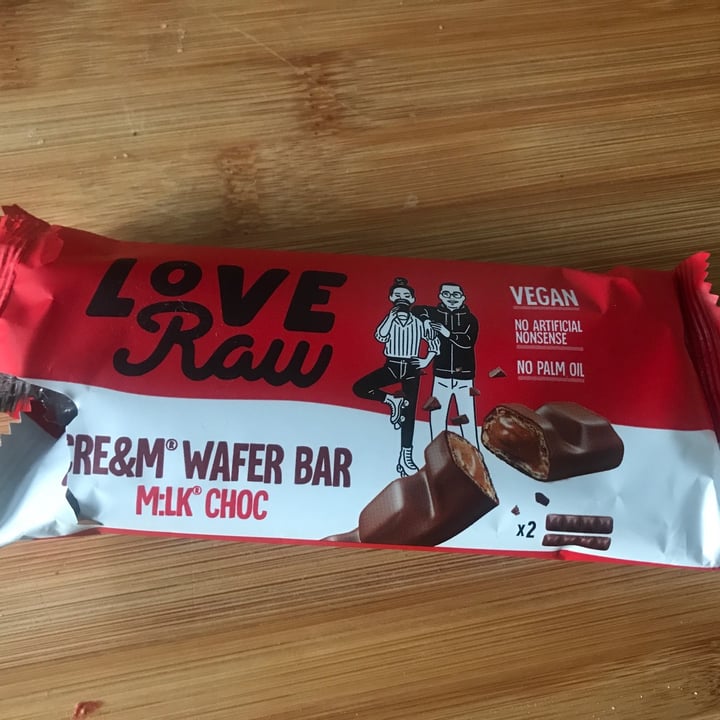 LOVE
Raw
CRE&M® WAFER BAR
M:LK® CHOC
VEGAN
NO ARTIFICIAL
NONSENSE
NO PALM OIL
x2